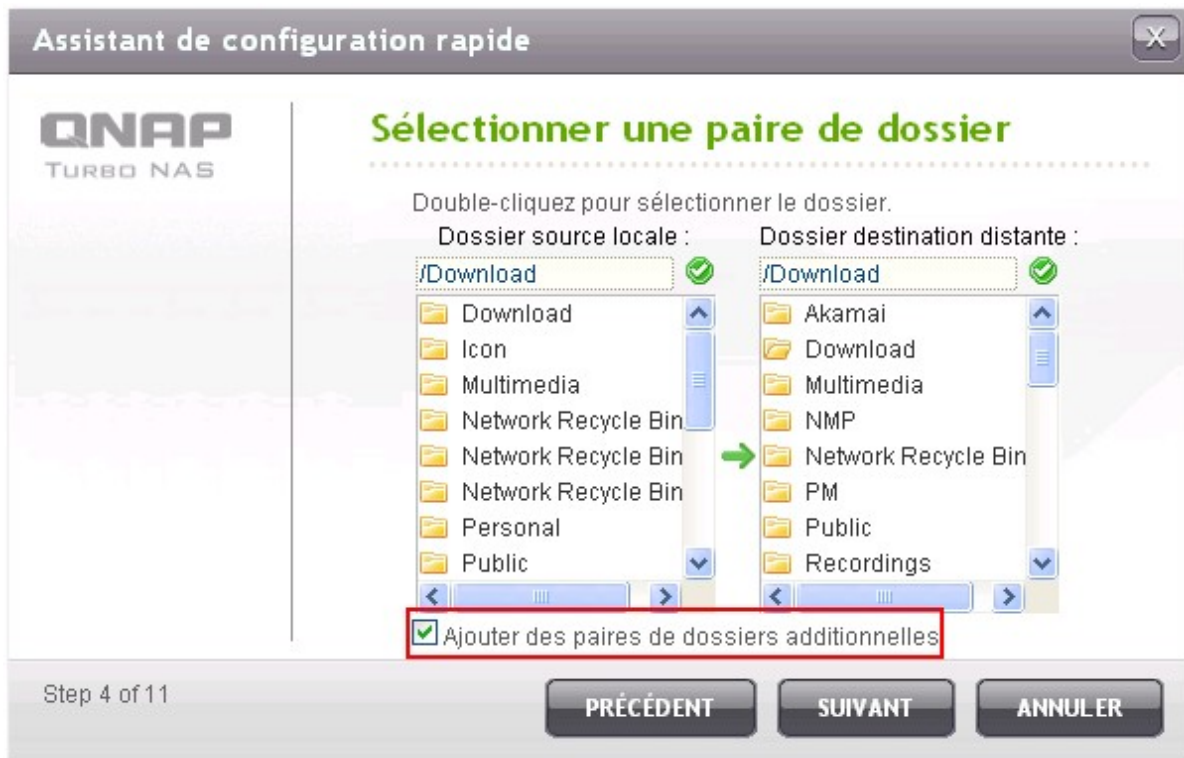 Assistant de configuration rapide
X
QNAP
TURBO NAS
Sélectionner une paire de dossier
Double-cliquez pour sélectionner le dossier.
Dossier source locale :
/Download
Download
Icon
Multimedia
Network Recycle Bin
Network Recycle Bin
Network Recycle Bin
Personal
Public
Dossier destination distante :
/Download
Akamai
Download
Multimedia
NMP
Network Recycle Bin
PM
Public
Recordings
Ajouter des paires de dossiers additionnelles
Step 4 of 11
PRÉCÉDENT
SUIVANT
ANNULER